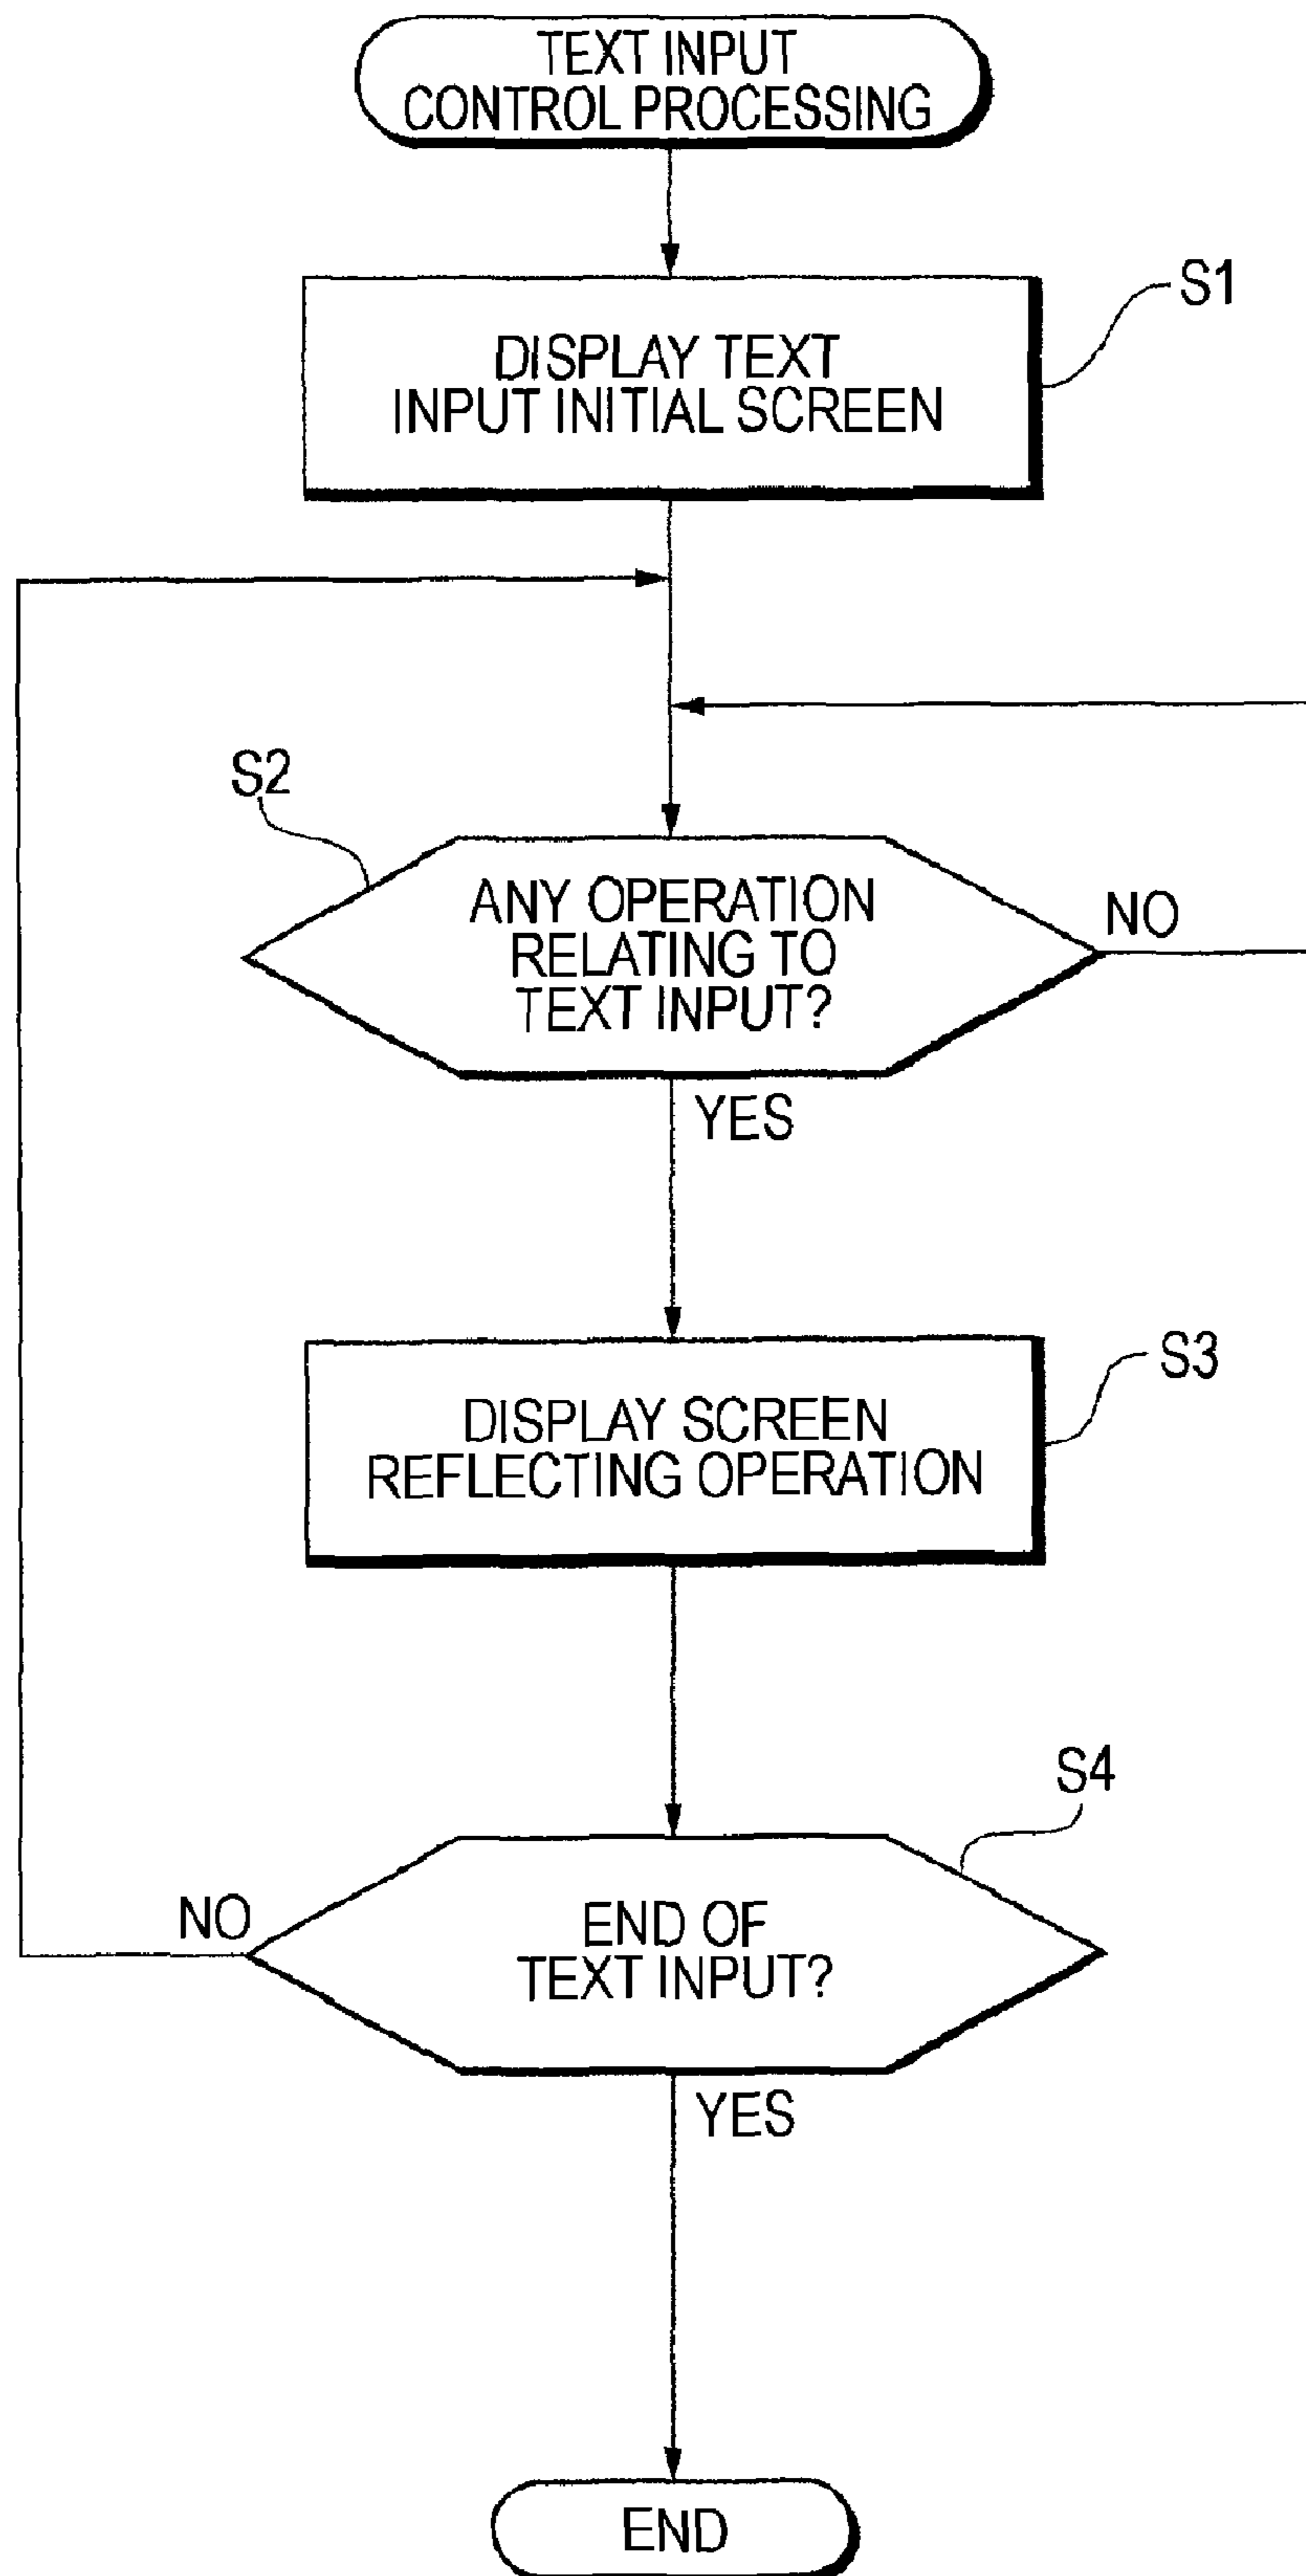 TEXT INPUT
CONTROL PROCESSING
S1
DISPLAY TEXT
INPUT INITIAL SCREEN
S2
ANY OPERATION
RELATING TO
TEXT INPUT?
NO
YES
S3
DISPLAY SCREEN
REFLECTING OPERATION
S4
NO
END OF
TEXT INPUT?
YES
END